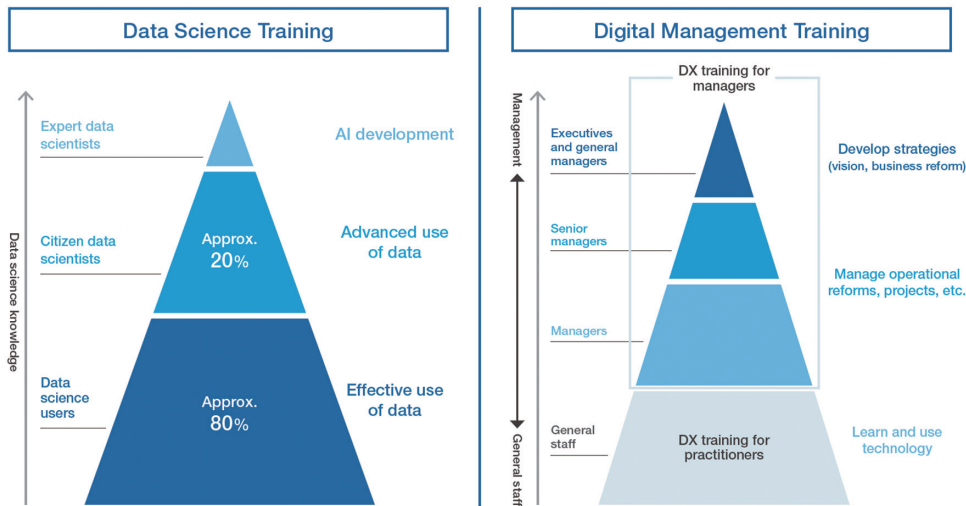 Data Science Training
Data science knowledge
Expert data
scientists
AI development
Citizen data
scientists
Approx.
20%
Advanced use
of data
Data
science
users
Approx.
80%
Effective use
of data
Digital Management Training
DX training for
managers
Management
General staff
Executives
and general
managers
Develop strategies
(vision, business reform)
Senior
managers
Manage operational
reforms, projects, etc.
Managers
General
staff
DX training for
practitioners
Learn and use
technology